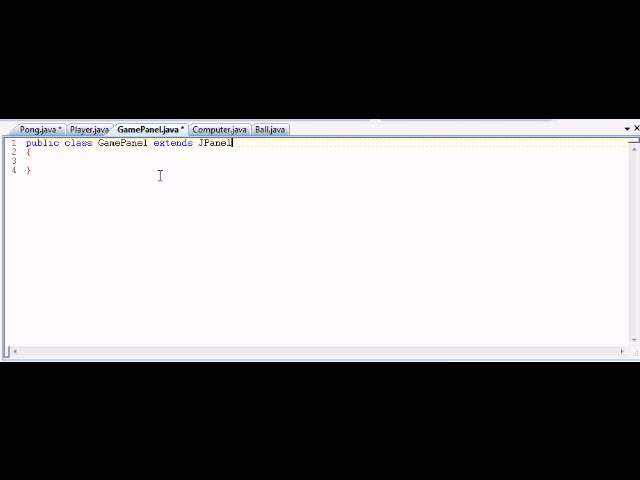 Pong.java * Player.java GamePanel.java * Computer.java Ball.java
1 public class GamePanel extends JPanel
2 {
3
4 }